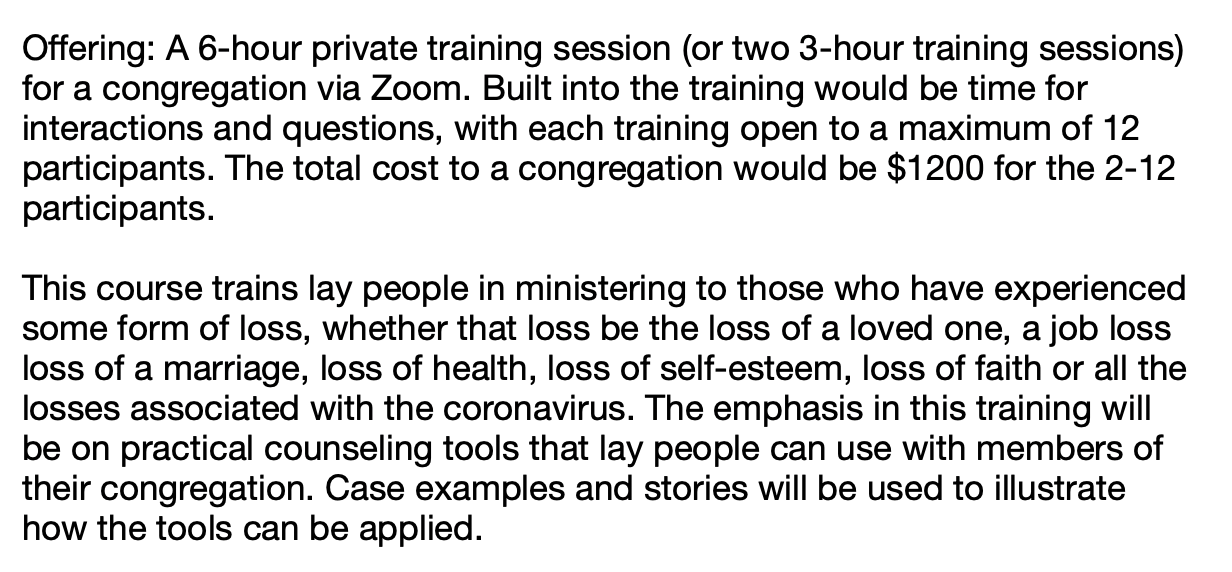 Offering: A 6-hour private training session (or two 3-hour training sessions)
for a congregation via Zoom. Built into the training would be time for
interactions and questions, with each training open to a maximum of 12
participants. The total cost to a congregation would be $1200 for the 2-12
participants.
This course trains lay people in ministering to those who have experienced
some form of loss, whether that loss be the loss of a loved one, a job loss
loss of a marriage, loss of health, loss of self-esteem, loss of faith or all the
losses associated with the coronavirus. The emphasis in this training will
be on practical counseling tools that lay people can use with members of
their congregation. Case examples and stories will be used to illustrate
how the tools can be applied.